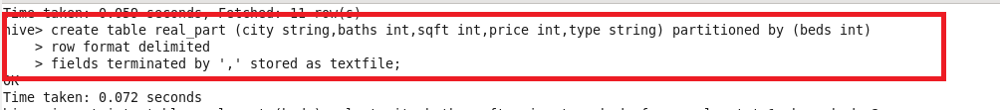 Time taken: 0.059 seconds, Fetched: 11 row(s)
hive> create table real_part (city string,baths int,sqft int,price int,type string) partitioned by (beds int)
> row format delimited
> fields terminated by ',' stored as textfile;
OK
Time taken: 0.072 seconds